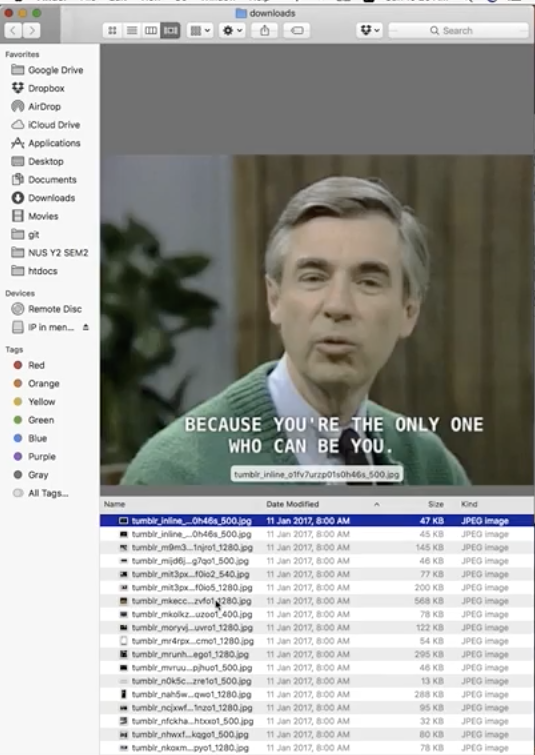 downloads
Search
Favorites
Google Drive
Dropbox
AirDrop
iCloud Drive
Applications
Desktop
Documents
Downloads
Movies
git
NUS Y2 SEM2
htdocs
Devices
Remote Disc
IP in men...
Tags
Red
Orange
Yellow
Green
Blue
Purple
Gray
All Tags...
BECAUSE YOU'RE THE ONLY ONE
WHO CAN BE YOU.
tumblr_inline_o1fv7urzp01s0h46s_500.jpg
Name Date Modified Size Kind
tumblr_inline_...0h46s_500.jpg 11 Jan 2017, 8:00 AM 47 KB JPEG image
tumblr_inline_...0h46s_500.jpg 11 Jan 2017, 8:00 AM 45 KB JPEG image
tumblr_m9m3...1njro1_1280.jpg 11 Jan 2017, 8:00 AM 145 KB JPEG image
tumblr_mijd6j...g7qo1_500.jpg 11 Jan 2017, 8:00 AM 46 KB JPEG image
tumblr_mit3px...f0io2_540.jpg 11 Jan 2017, 8:00 AM 77 KB JPEG image
tumblr_mit3px...f0io5_1280.jpg 11 Jan 2017, 8:00 AM 200 KB JPEG image
tumblr_mkecc...zvfo1_1280.jpg 11 Jan 2017, 8:00 AM 568 KB JPEG image
tumblr_mkolkz...uzoo1_400.jpg 11 Jan 2017, 8:00 AM 78 KB JPEG image
tumblr_moryvj...uvro1_1280.jpg 11 Jan 2017, 8:00 AM 122 KB JPEG image
tumblr_mr4rpx...cmo1_1280.jpg 11 Jan 2017, 8:00 AM 54 KB JPEG image
tumblr_mrunh...ego1_1280.jpg 11 Jan 2017, 8:00 AM 295 KB JPEG image
tumblr_mvruu...pjhuo1_500.jpg 11 Jan 2017, 8:00 AM 46 KB JPEG image
tumblr_n0k5c...zre1o1_500.jpg 11 Jan 2017, 8:00 AM 13 KB JPEG image
tumblr_nah5w...qwo1_1280.jpg 11 Jan 2017, 8:00 AM 288 KB JPEG image
tumblr_ncjxwf...1nzo1_1280.jpg 11 Jan 2017, 8:00 AM 95 KB JPEG image
tumblr_nfckha...htxxo1_500.jpg 11 Jan 2017, 8:00 AM 32 KB JPEG image
tumblr_nhwxf...kqgo1_500.jpg 11 Jan 2017, 8:00 AM 80 KB JPEG image
tumblr_nkoxm...pyo1_1280.jpg 11 Jan 2017, 8:00 AM 78 KB JPEG image